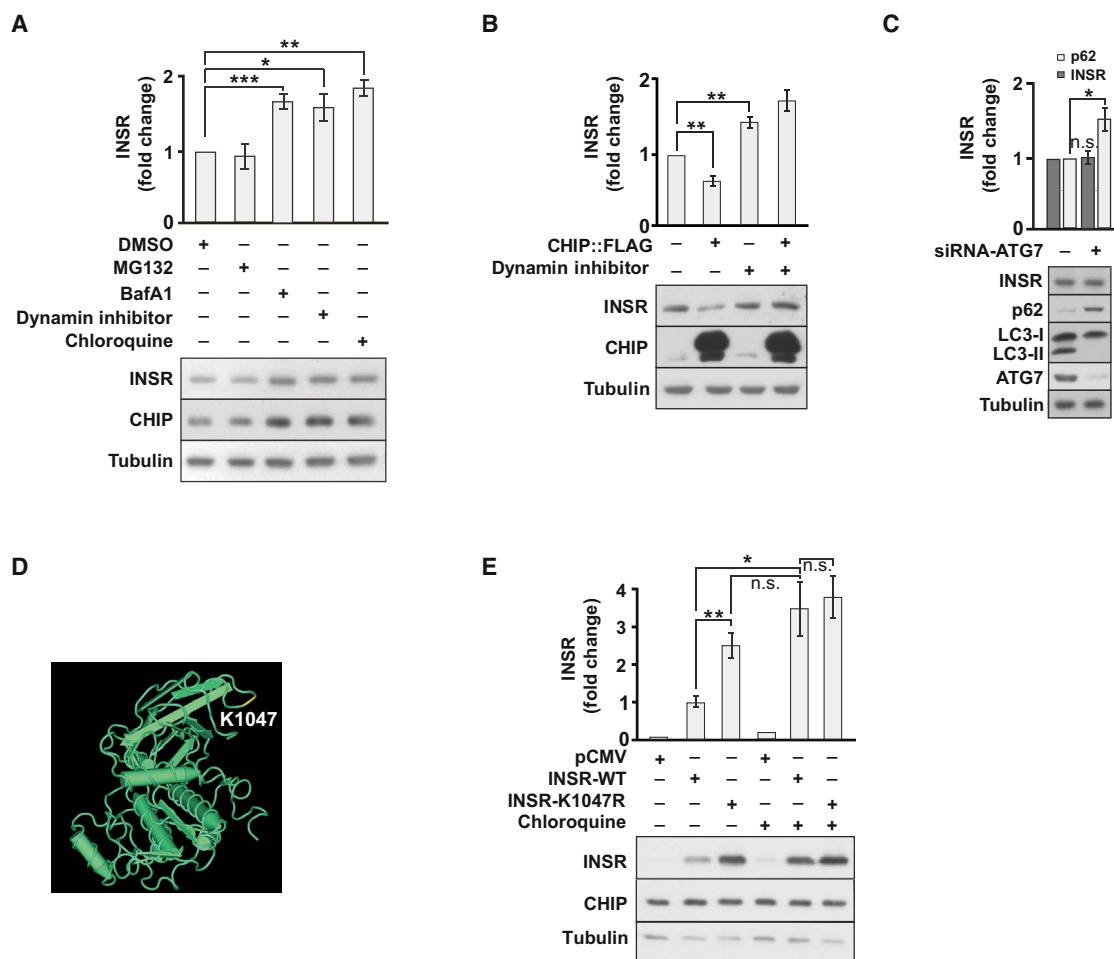 A
** 
*
***
2
1
0
INSR
(fold change)
DMSO + – – – –
MG132 – + – – –
BafA1 – – + – –
Dynamin inhibitor – – – + –
Chloroquine – – – – +
INSR
CHIP
Tubulin
B
**
**
2
1
0
INSR
(fold change)
CHIP::FLAG – + – +
Dynamin inhibitor – – + +
INSR
CHIP
Tubulin
C
p62
INSR
*
n.s.
2
1
0
INSR
(fold change)
siRNA-ATG7 – +
INSR
p62
LC3-I
LC3-II
ATG7
Tubulin
D
K1047
E
*
n.s.
n.s.
**
4
3
2
1
0
INSR
(fold change)
pCMV + – – + – –
INSR-WT – + – – + –
INSR-K1047R – – + – – +
Chloroquine – – – + + +
INSR
CHIP
Tubulin